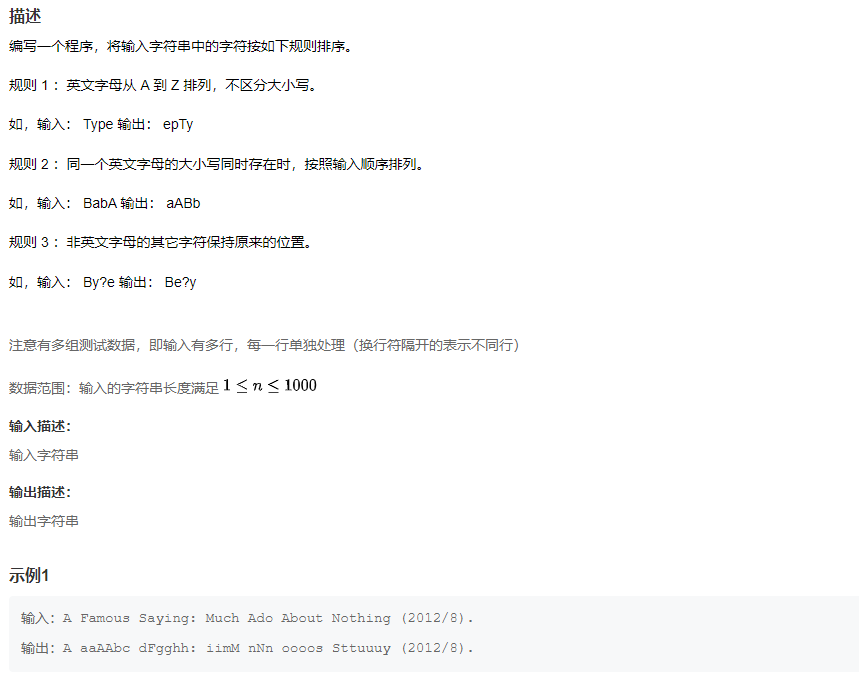 描述
编写一个程序，将输入字符串中的字符按如下规则排序。
规则 1 ：英文字母从 A 到 Z 排列，不区分大小写。
如，输入： Type 输出： epTy
规则 2 ：同一个英文字母的大小写同时存在时，按照输入顺序排列。
如，输入： BabA 输出： aABb
规则 3 ：非英文字母的其它字符保持原来的位置。
如，输入： By?e 输出： Be?y
注意有多组测试数据，即输入有多行，每一行单独处理（换行符隔开的表示不同行）
数据范围：输入的字符串长度满足 1 ≤ n ≤ 1000
输入描述：
输入字符串
输出描述：
输出字符串
示例1
输入：A Famous Saying: Much Ado About Nothing (2012/8).
输出：A aaAAbc dFgghh: iimM nNn oooos Sttuuuy (2012/8).